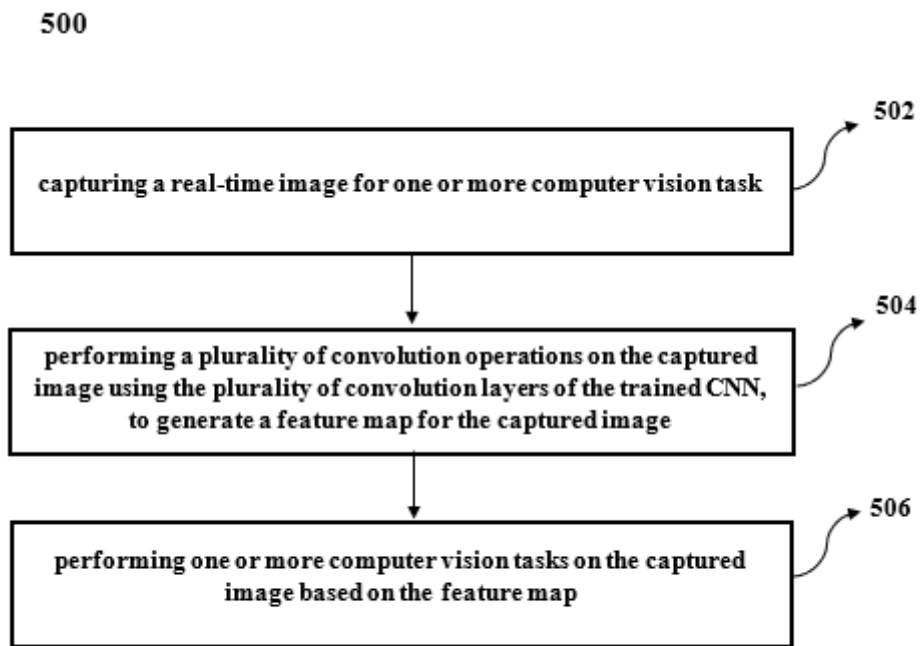 500
502
capturing a real-time image for one or more computer vision task
504
performing a plurality of convolution operations on the captured
image using the plurality of convolution layers of the trained CNN,
to generate a feature map for the captured image
506
performing one or more computer vision tasks on the captured
image based on the feature map